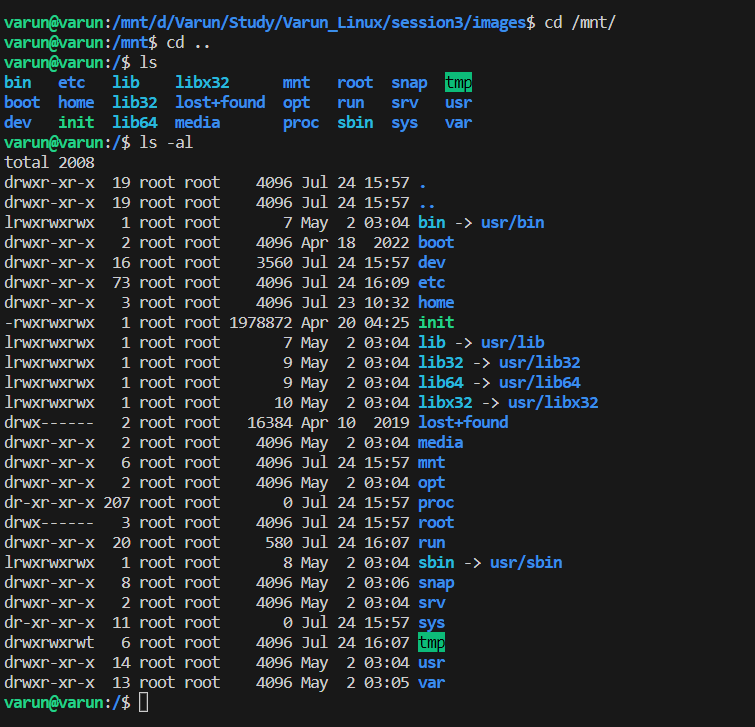 varun@varun:/mnt/d/Varun/Study/Varun_Linux/session3/images$ cd /mnt/
varun@varun:/mnt$ cd ..
varun@varun:/$ ls
bin   etc   lib    libx32      mnt   root  snap  tmp
boot  home  lib32  lost+found  opt   run   srv   usr
dev   init  lib64  media       proc  sbin  sys   var
varun@varun:/$ ls -al
total 2008
drwxr-xr-x  19 root root    4096 Jul 24 15:57 .
drwxr-xr-x  19 root root    4096 Jul 24 15:57 ..
lrwxrwxrwx   1 root root       7 May  2 03:04 bin -> usr/bin
drwxr-xr-x   2 root root    4096 Apr 18  2022 boot
drwxr-xr-x  16 root root    3560 Jul 24 15:57 dev
drwxr-xr-x  73 root root    4096 Jul 24 16:09 etc
drwxr-xr-x   3 root root    4096 Jul 23 10:32 home
-rwxrwxrwx   1 root root 1978872 Apr 20 04:25 init
lrwxrwxrwx   1 root root       7 May  2 03:04 lib -> usr/lib
lrwxrwxrwx   1 root root       9 May  2 03:04 lib32 -> usr/lib32
lrwxrwxrwx   1 root root       9 May  2 03:04 lib64 -> usr/lib64
lrwxrwxrwx   1 root root      10 May  2 03:04 libx32 -> usr/libx32
drwx------   2 root root   16384 Apr 10  2019 lost+found
drwxr-xr-x   2 root root    4096 May  2 03:04 media
drwxr-xr-x   6 root root    4096 Jul 24 15:57 mnt
drwxr-xr-x   2 root root    4096 May  2 03:04 opt
dr-xr-xr-x 207 root root       0 Jul 24 15:57 proc
drwx------   3 root root    4096 Jul 24 15:57 root
drwxr-xr-x  20 root root     580 Jul 24 16:07 run
lrwxrwxrwx   1 root root       8 May  2 03:04 sbin -> usr/sbin
drwxr-xr-x   8 root root    4096 May  2 03:06 snap
drwxr-xr-x   2 root root    4096 May  2 03:04 srv
dr-xr-xr-x  11 root root       0 Jul 24 15:57 sys
drwxrwxrwt   6 root root    4096 Jul 24 16:07 tmp
drwxr-xr-x  14 root root    4096 May  2 03:04 usr
drwxr-xr-x  13 root root    4096 May  2 03:05 var
varun@varun:/$